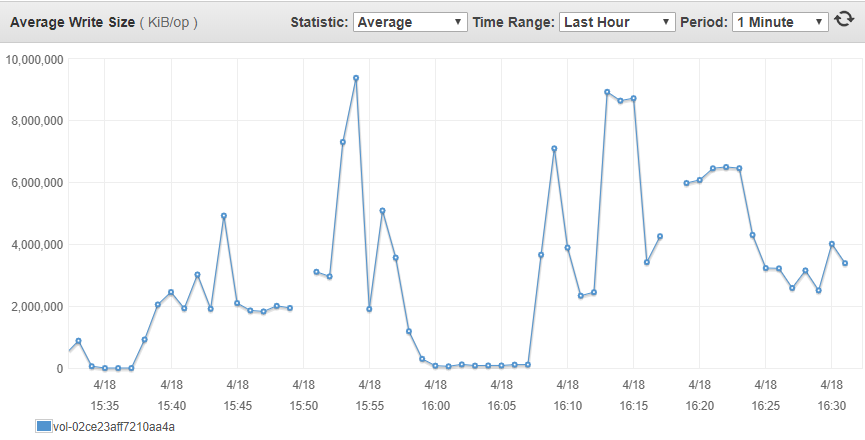 Average Write Size ( KiB/op ) Statistic: Average Time Range: Last Hour Period: 1 Minute
10,000,000
8,000,000
6,000,000
4,000,000
2,000,000
0
4/18 4/18 4/18 4/18 4/18 4/18 4/18 4/18 4/18 4/18 4/18 4/18
15:35 15:40 15:45 15:50 15:55 16:00 16:05 16:10 16:15 16:20 16:25 16:30
vol-02ce23aff7210aa4a